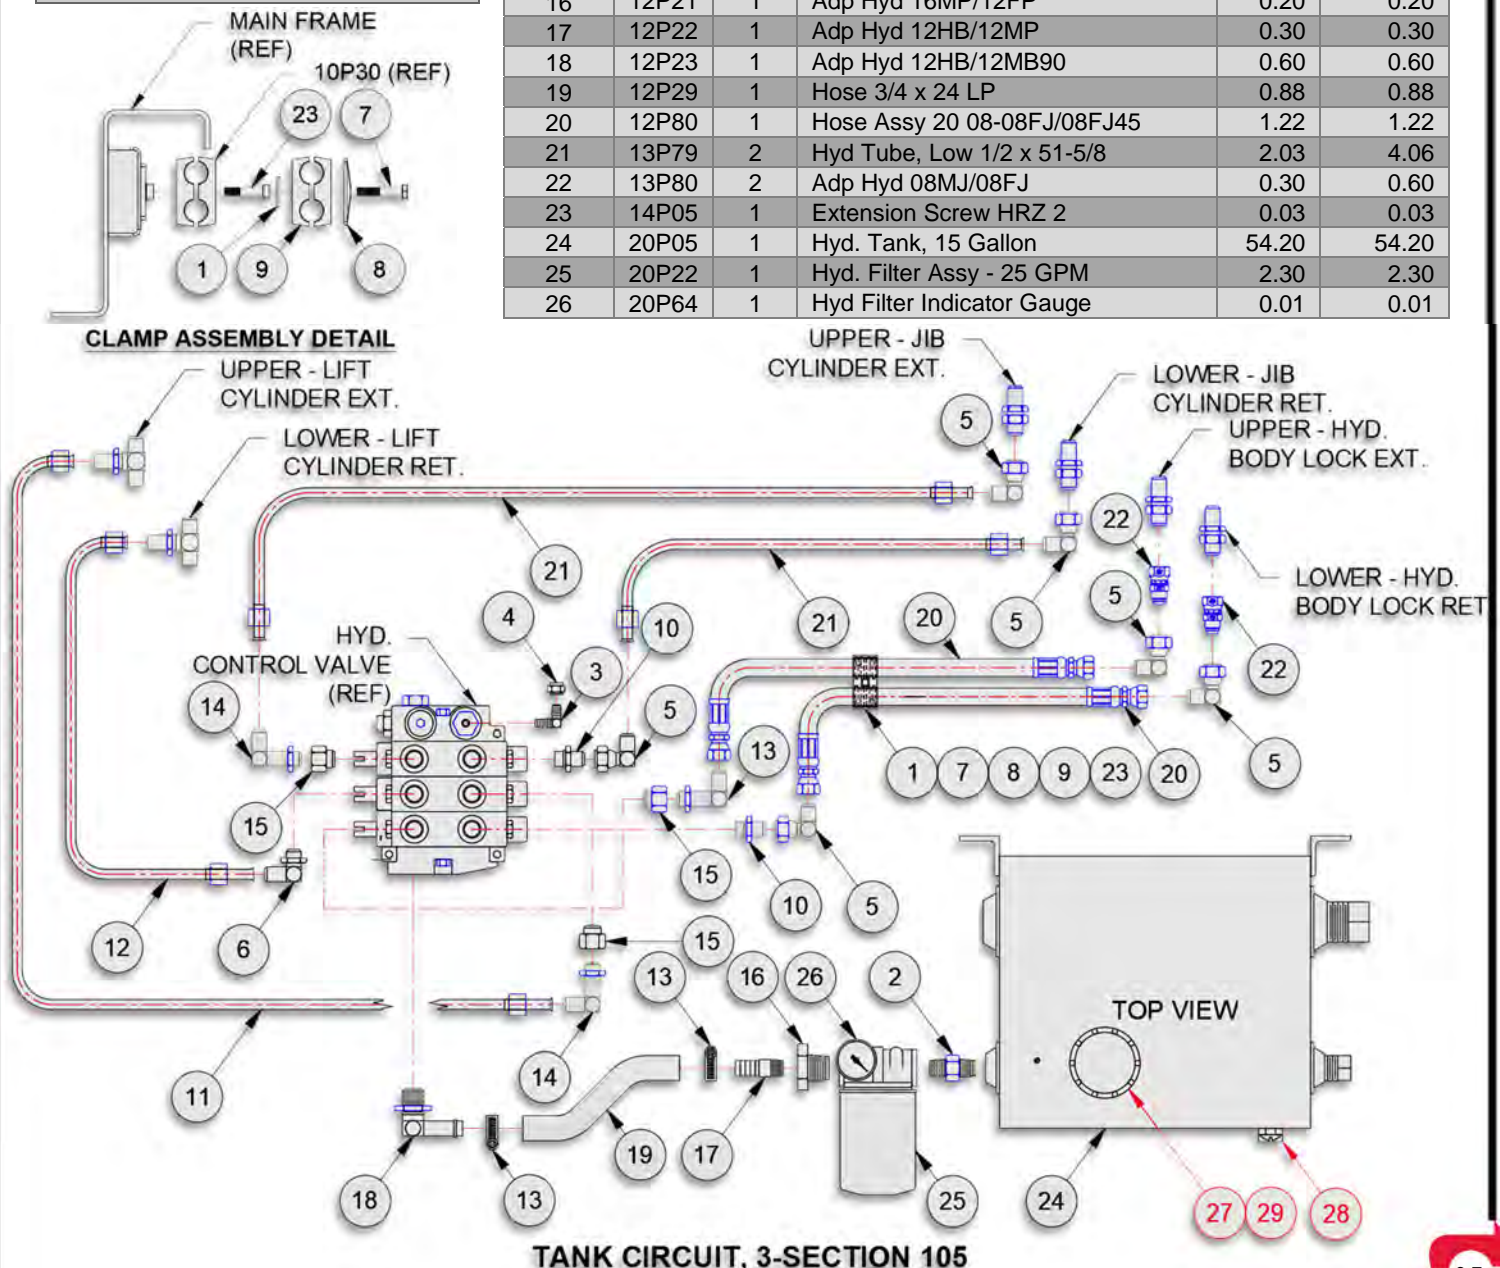 16 12P21 1 Adp Hyd 16MP/12FP 0.20 0.20
17 12P22 1 Adp Hyd 12HB/12MP 0.30 0.30
18 12P23 1 Adp Hyd 12HB/12MB90 0.60 0.60
19 12P29 1 Hose 3/4 x 24 LP 0.88 0.88
20 12P80 1 Hose Assy 20 08-08FJ/08FJ45 1.22 1.22
21 13P79 2 Hyd Tube, Low 1/2 x 51-5/8 2.03 4.06
22 13P80 2 Adp Hyd 08MJ/08FJ 0.30 0.60
23 14P05 1 Extension Screw HRZ 2 0.03 0.03
24 20P05 1 Hyd. Tank, 15 Gallon 54.20 54.20
25 20P22 1 Hyd. Filter Assy - 25 GPM 2.30 2.30
26 20P64 1 Hyd Filter Indicator Gauge 0.01 0.01
MAIN FRAME
(REF)
10P30 (REF)
23 7
1 9 8
CLAMP ASSEMBLY DETAIL
UPPER - LIFT
CYLINDER EXT.
LOWER - LIFT
CYLINDER RET.
UPPER - JIB
CYLINDER EXT.
LOWER - JIB
CYLINDER RET.
UPPER - HYD.
BODY LOCK EXT.
LOWER - HYD.
BODY LOCK RET
5
22
21
5
4 10 21 20 5
HYD.
CONTROL VALVE
(REF)
3
22
14 5
13 1 7 8 9 23 20 5
15
15
10 5
12 6
15
13 16 26 2
TOP VIEW
14
11
19 17
18 13 25 24 27 29 28
TANK CIRCUIT, 3-SECTION 105